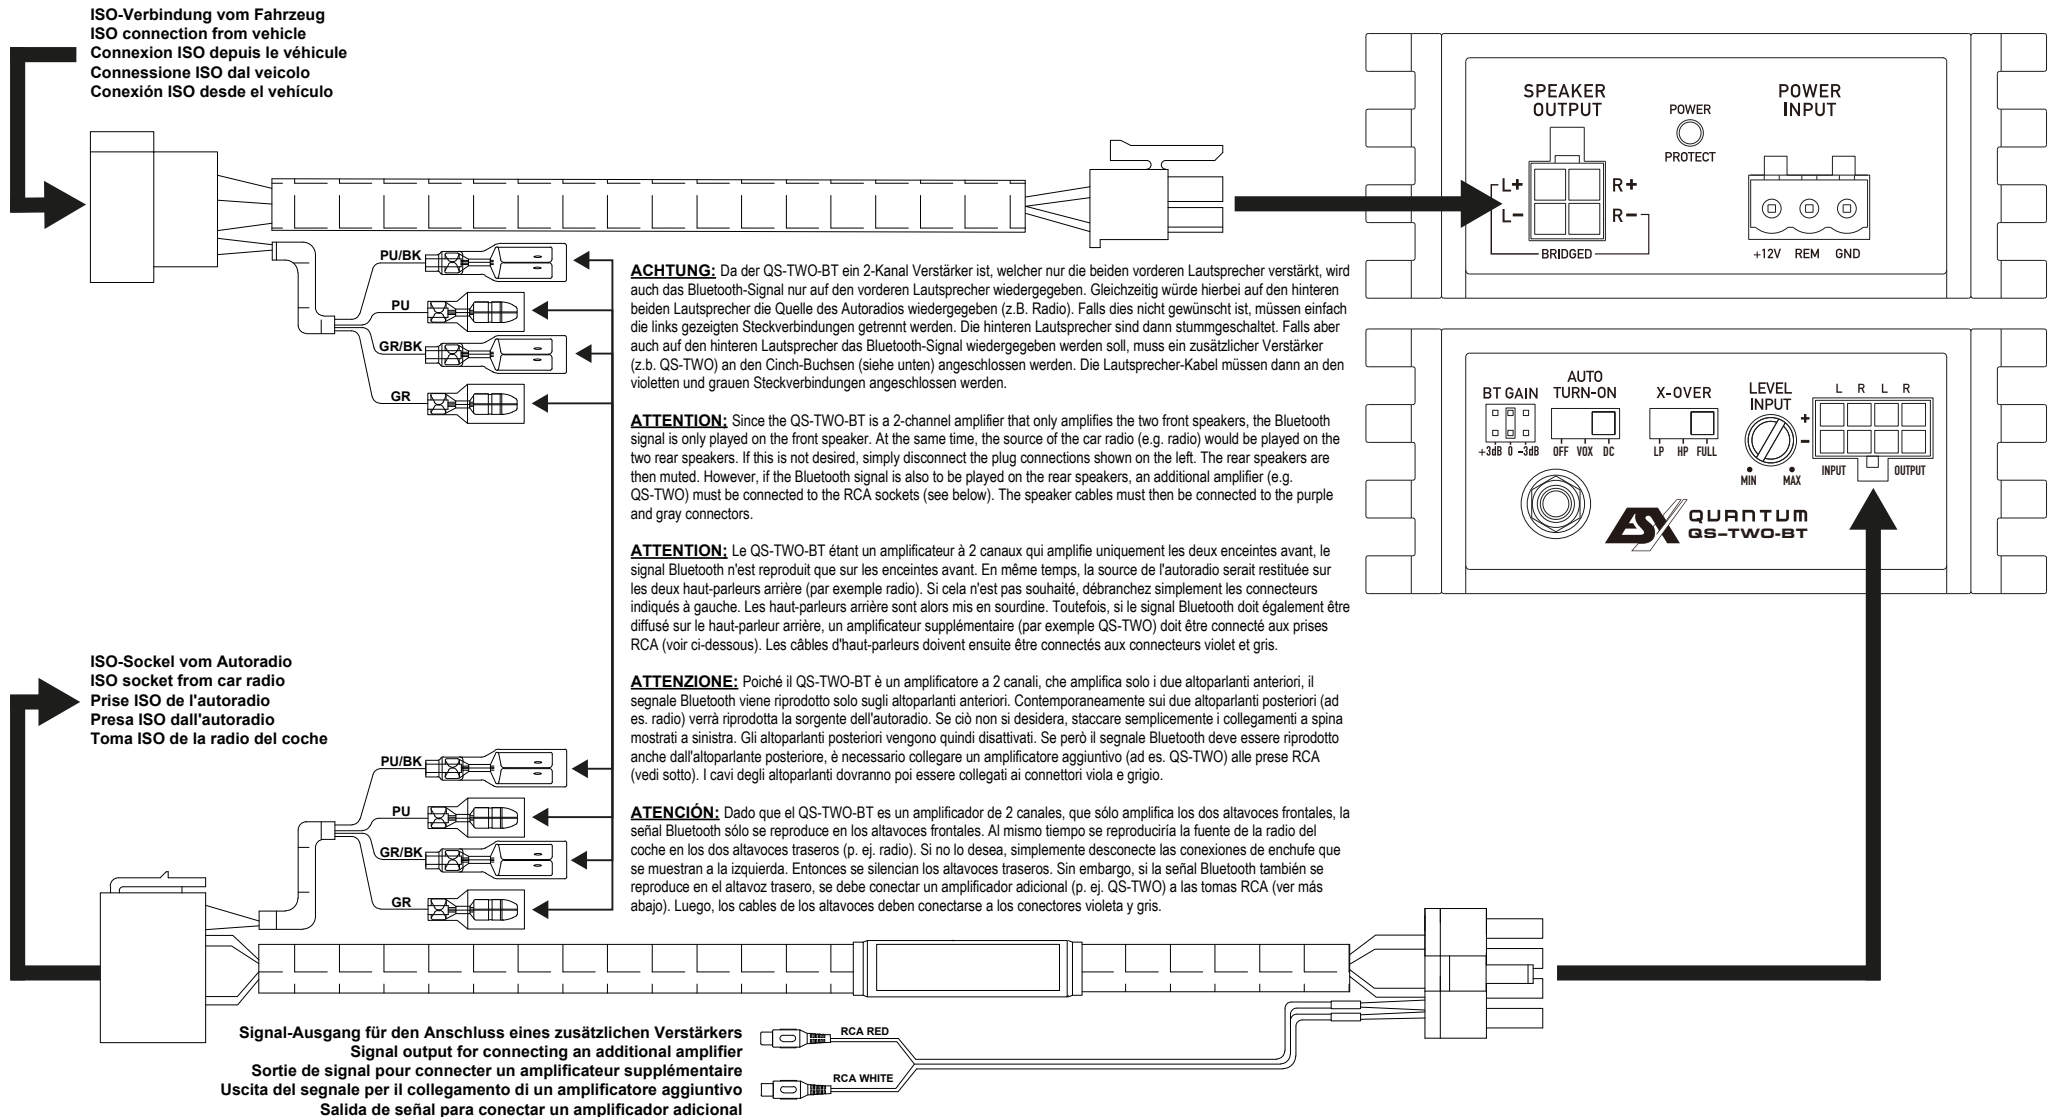 ISO-Verbindung vom Fahrzeug
ISO connection from vehicle
Connexion ISO depuis le véhicule
Connessione ISO dal veicolo
Conexión ISO desde el vehículo
SPEAKER
OUTPUT
POWER
PROTECT
POWER
INPUT
L+
R+
L-
R-
BRIDGED
+12V REM GND
PU/BK
PU
GR/BK
GR
ACHTUNG: Da der QS-TWO-BT ein 2-Kanal Verstärker ist, welcher nur die beiden vorderen Lautsprecher verstärkt, wird
auch das Bluetooth-Signal nur auf den vorderen Lautsprecher wiedergegeben. Gleichzeitig würde hierbei auf den hinteren
beiden Lautsprecher die Quelle des Autoradios wiedergegeben (z.B. Radio). Falls dies nicht gewünscht ist, müssen einfach
die links gezeigten Steckverbindungen getrennt werden. Die hinteren Lautsprecher sind dann stummgeschaltet. Falls aber
auch auf den hinteren Lautsprecher das Bluetooth-Signal wiedergegeben werden soll, muss ein zusätzlicher Verstärker
(z.b. QS-TWO) an den Cinch-Buchsen (siehe unten) angeschlossen werden. Die Lautsprecher-Kabel müssen dann an den
violetten und grauen Steckverbindungen angeschlossen werden.
ATTENTION: Since the QS-TWO-BT is a 2-channel amplifier that only amplifies the two front speakers, the Bluetooth
signal is only played on the front speaker. At the same time, the source of the car radio (e.g. radio) would be played on the
two rear speakers. If this is not desired, simply disconnect the plug connections shown on the left. The rear speakers are
then muted. However, if the Bluetooth signal is also to be played on the rear speakers, an additional amplifier (e.g.
QS-TWO) must be connected to the RCA sockets (see below). The speaker cables must then be connected to the purple
and gray connectors.
ATTENTION: Le QS-TWO-BT étant un amplificateur à 2 canaux qui amplifie uniquement les deux enceintes avant, le
signal Bluetooth n'est reproduit que sur les enceintes avant. En même temps, la source de l'autoradio serait restituée sur
les deux haut-parleurs arrière (par exemple radio). Si cela n'est pas souhaité, débranchez simplement les connecteurs
indiqués à gauche. Les haut-parleurs arrière sont alors mis en sourdine. Toutefois, si le signal Bluetooth doit également être
diffusé sur le haut-parleur arrière, un amplificateur supplémentaire (par exemple QS-TWO) doit être connecté aux prises
RCA (voir ci-dessous). Les câbles d'haut-parleurs doivent ensuite être connectés aux connecteurs violet et gris.
ATTENZIONE: Poiché il QS-TWO-BT è un amplificatore a 2 canali, che amplifica solo i due altoparlanti anteriori, il
segnale Bluetooth viene riprodotto solo sugli altoparlanti anteriori. Contemporaneamente sui due altoparlanti posteriori (ad
es. radio) verrà riprodotta la sorgente dell'autoradio. Se ciò non si desidera, staccare semplicemente i collegamenti a spina
mostrati a sinistra. Gli altoparlanti posteriori vengono quindi disattivati. Se però il segnale Bluetooth deve essere riprodotto
anche dall'altoparlante posteriore, è necessario collegare un amplificatore aggiuntivo (ad es. QS-TWO) alle prese RCA
(vedi sotto). I cavi degli altoparlanti dovranno poi essere collegati ai connettori viola e grigio.
ATENCIÓN: Dado que el QS-TWO-BT es un amplificador de 2 canales, que sólo amplifica los dos altavoces frontales, la
señal Bluetooth sólo se reproduce en los altavoces frontales. Al mismo tiempo se reproduciría la fuente de la radio del
coche en los dos altavoces traseros (p. ej. radio). Si no lo desea, simplemente desconecte las conexiones de enchufe que
se muestran a la izquierda. Entonces se silencian los altavoces traseros. Sin embargo, si la señal Bluetooth también se
reproduce en el altavoz trasero, se debe conectar un amplificador adicional (p. ej. QS-TWO) a las tomas RCA (ver más
abajo). Luego, los cables de los altavoces deben conectarse a los conectores violeta y gris.
BT GAIN
+3dB 0 -3dB
AUTO
TURN-ON
OFF VOX DC
X-OVER
LP HP FULL
LEVEL
INPUT
MIN MAX
L R L R
+
-
INPUT OUTPUT
ESX QUANTUM
QS-TWO-BT
ISO-Sockel vom Autoradio
ISO socket from car radio
Prise ISO de l'autoradio
Presa ISO dall'autoradio
Toma ISO de la radio del coche
PU/BK
PU
GR/BK
GR
Signal-Ausgang für den Anschluss eines zusätzlichen Verstärkers
Signal output for connecting an additional amplifier
Sortie de signal pour connecter un amplificateur supplémentaire
Uscita del segnale per il collegamento di un amplificatore aggiuntivo
Salida de señal para conectar un amplificador adicional
RCA RED
RCA WHITE